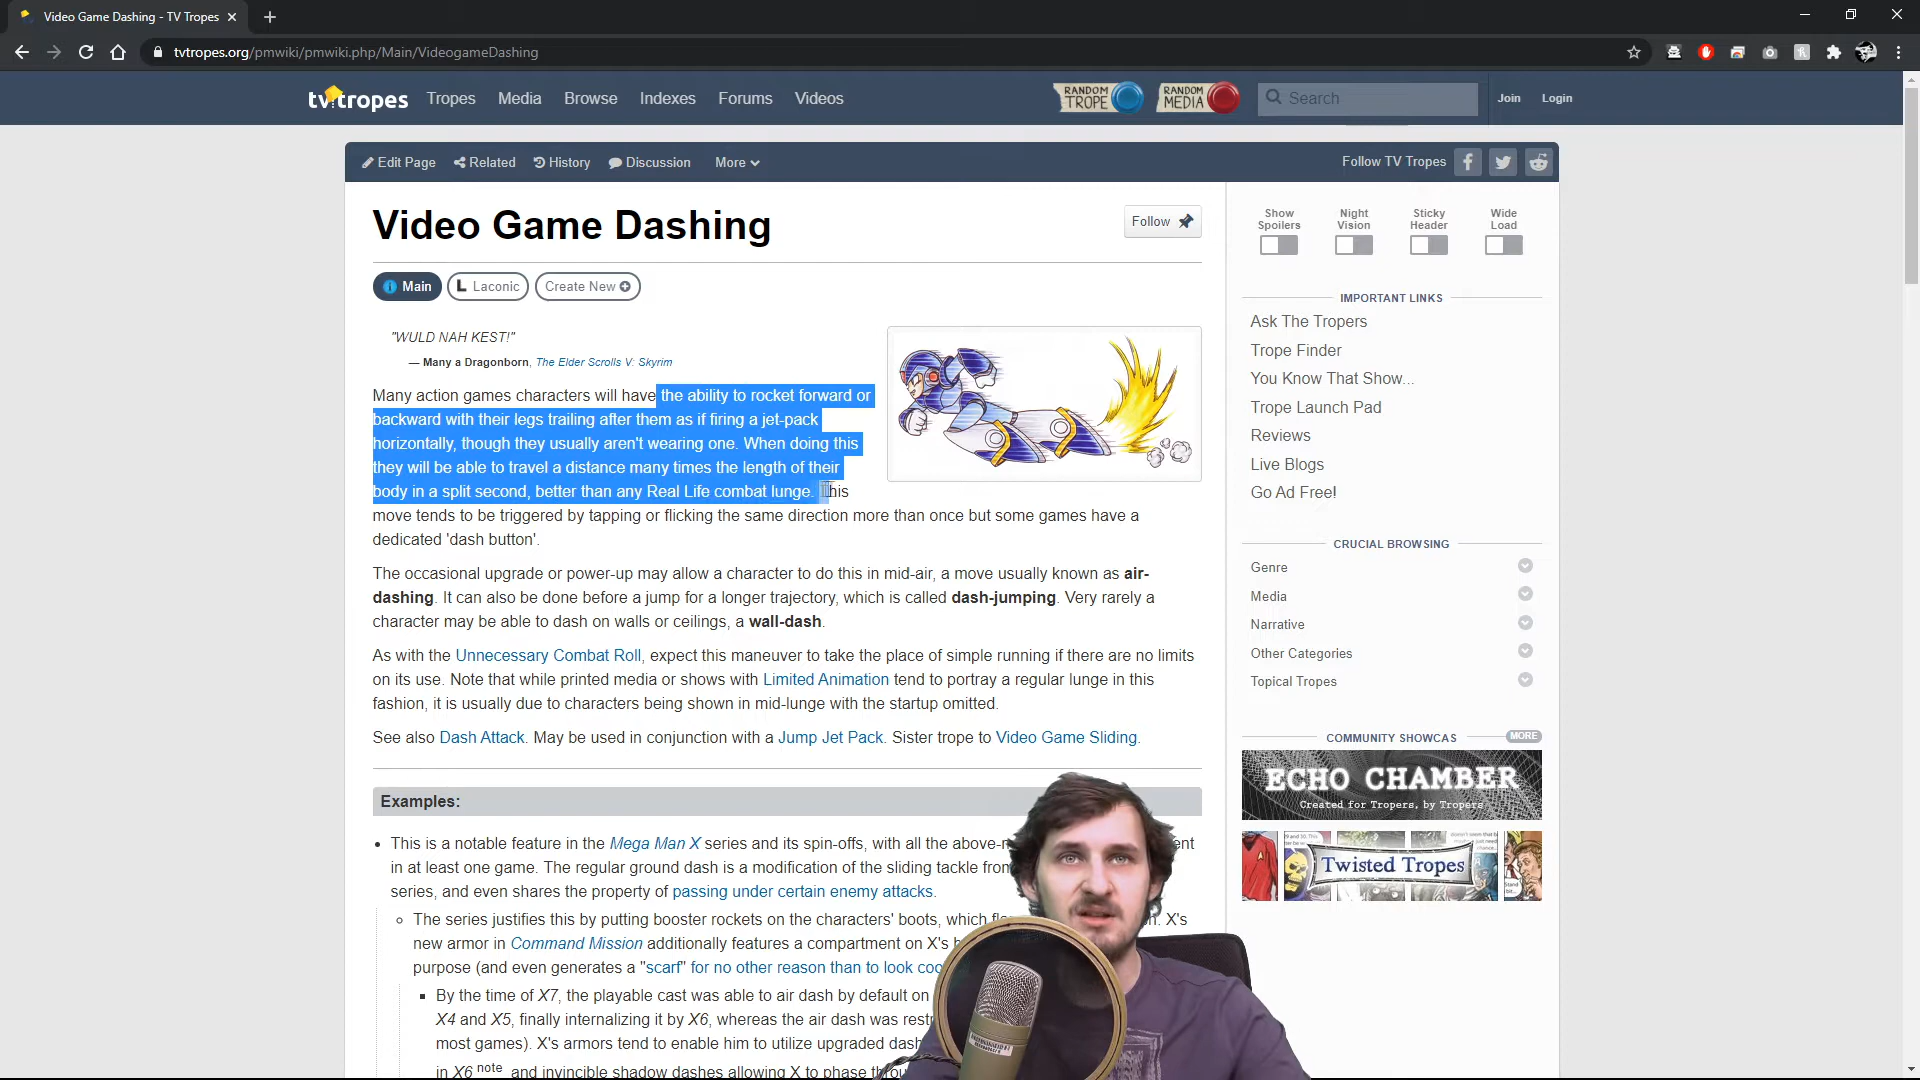 Video Game Dashing - TV Tropes
tvtropes.org/pmwiki/pmwiki.php/Main/VideogameDashing
tvtropes
Tropes
Media
Browse
Indexes
Forums
Videos
RANDOM
TROPE
RANDOM
MEDIA
Search
Join
Login
Edit Page
Related
History
Discussion
More
Follow TV Tropes
Video Game Dashing
Follow
Main
L Laconic
Create New
"WULD NAH KEST!"
— Many a Dragonborn, The Elder Scrolls V: Skyrim
Many action games characters will have the ability to rocket forward or
backward with their legs trailing after them as if firing a jet-pack
horizontally, though they usually aren't wearing one. When doing this
they will be able to travel a distance many times the length of their
body in a split second, better than any Real Life combat lunge. This
move tends to be triggered by tapping or flicking the same direction more than once but some games have a
dedicated 'dash button'.
The occasional upgrade or power-up may allow a character to do this in mid-air, a move usually known as air-
dashing. It can also be done before a jump for a longer trajectory, which is called dash-jumping. Very rarely a
character may be able to dash on walls or ceilings, a wall-dash.
As with the Unnecessary Combat Roll, expect this maneuver to take the place of simple running if there are no limits
on its use. Note that while printed media or shows with Limited Animation tend to portray a regular lunge in this
fashion, it is usually due to characters being shown in mid-lunge with the startup omitted.
See also Dash Attack. May be used in conjunction with a Jump Jet Pack. Sister trope to Video Game Sliding.
Examples:
This is a notable feature in the Mega Man X series and its spin-offs, with all the above-
in at least one game. The regular ground dash is a modification of the sliding tackle from
series, and even shares the property of passing under certain enemy attacks.
The series justifies this by putting booster rockets on the characters' boots, which X's
new armor in Command Mission additionally features a compartment on X's
purpose (and even generates a "scarf" for no other reason than to look
By the time of X7, the playable cast was able to air dash by default on
X4 and X5, finally internalizing it by X6, whereas the air dash was
most games). X's armors tend to enable him to utilize upgraded
in X6 note and invincible shadow dashes allowing X to phase
Show
Spoilers
Night
Vision
Sticky
Header
Wide
Load
IMPORTANT LINKS
Ask The Tropers
Trope Finder
You Know That Show...
Trope Launch Pad
Reviews
Live Blogs
Go Ad Free!
CRUCIAL BROWSING
Genre
Media
Narrative
Other Categories
Topical Tropes
COMMUNITY SHOWCAS
MORE
ECHO CHAMBER
Created for Tropers, by Tropers
Twisted Tropes